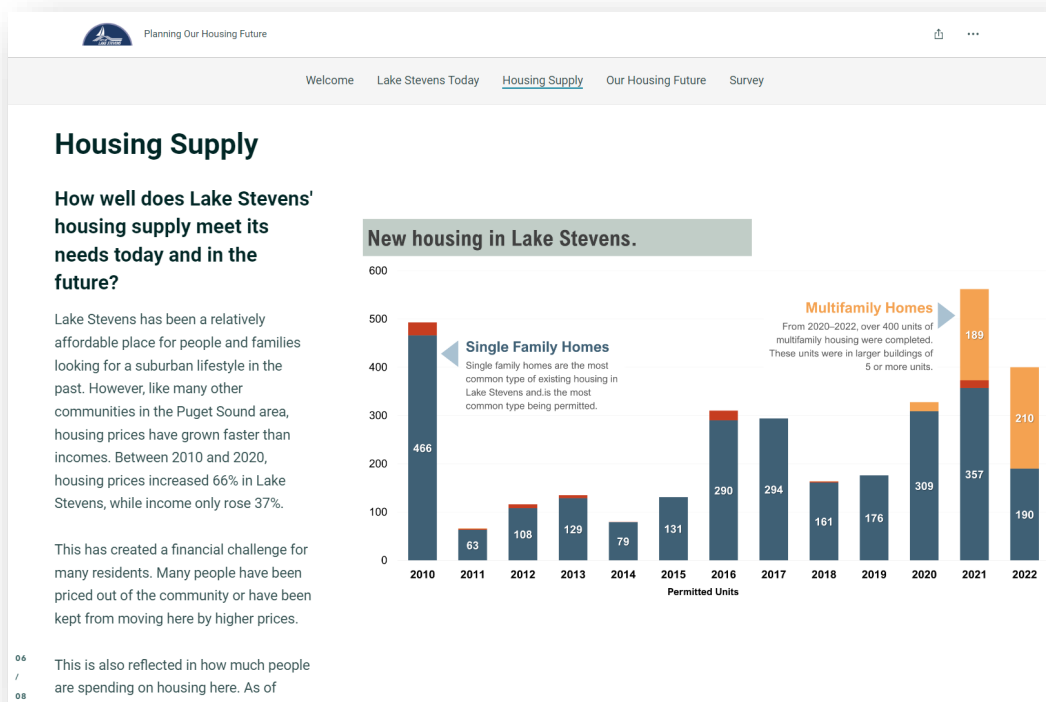 LAKE STEVENS
Planning Our Housing Future
Welcome Lake Stevens Today Housing Supply Our Housing Future Survey
Housing Supply
How well does Lake Stevens'
housing supply meet its
needs today and in the
future?
Lake Stevens has been a relatively
affordable place for people and families
looking for a suburban lifestyle in the
past. However, like many other
communities in the Puget Sound area,
housing prices have grown faster than
incomes. Between 2010 and 2020,
housing prices increased 66% in Lake
Stevens, while income only rose 37%.
This has created a financial challenge for
many residents. Many people have been
priced out of the community or have been
kept from moving here by higher prices.
This is also reflected in how much people
are spending on housing here. As of
06
/
08
New housing in Lake Stevens.
600
500
400
300
200
100
0
Single Family Homes
Single family homes are the most
common type of existing housing in
Lake Stevens and.is the most
common type being permitted.
Multifamily Homes
From 2020–2022, over 400 units of
multifamily housing were completed.
These units were in larger buildings of
5 or more units.
466 63 108 129 79 131 290 294 161 176 309 357 190
189 210
2010 2011 2012 2013 2014 2015 2016 2017 2018 2019 2020 2021 2022
Permitted Units